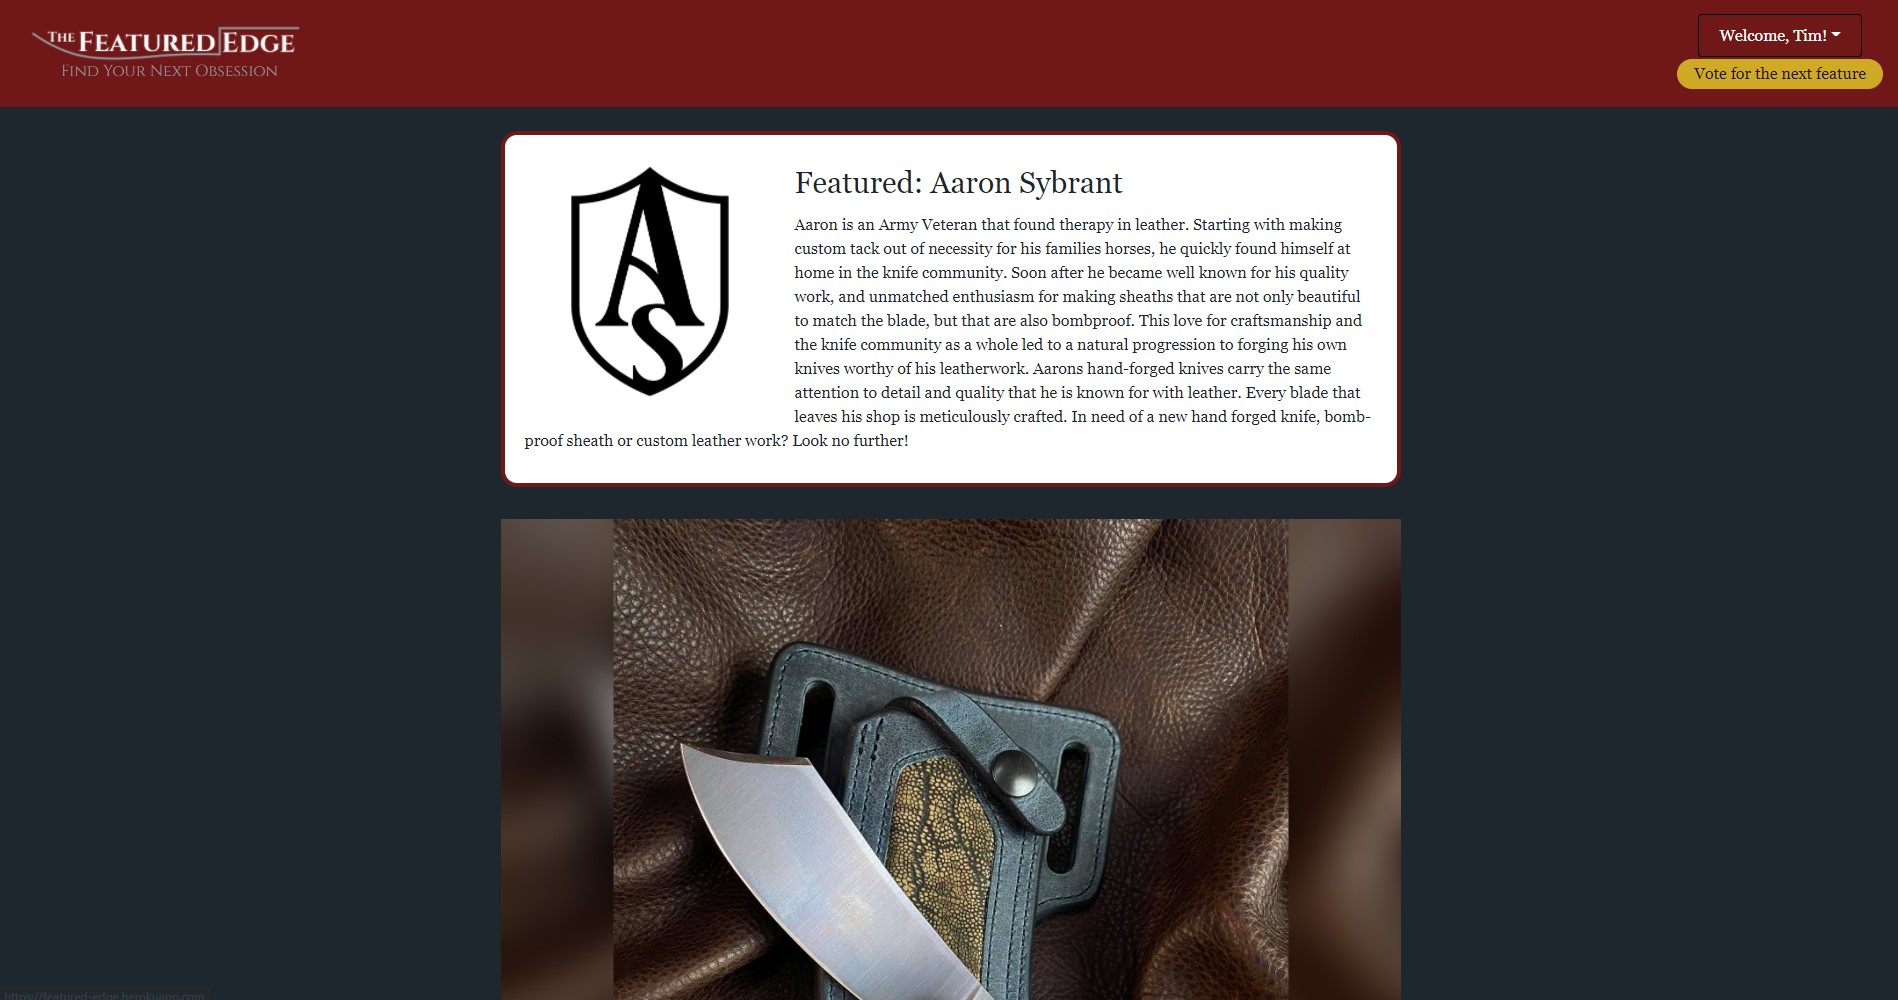 THE FEATURED EDGE
FIND YOUR NEXT OBSESSION
Welcome, Tim!
Vote for the next feature
AS
Featured: Aaron Sybrant
Aaron is an Army Veteran that found therapy in leather. Starting with making
custom tack out of necessity for his families horses, he quickly found himself at
home in the knife community. Soon after he became well known for his quality
work, and unmatched enthusiasm for making sheaths that are not only beautiful
to match the blade, but that are also bombproof. This love for craftsmanship and
the knife community as a whole led to a natural progression to forging his own
knives worthy of his leatherwork. Aarons hand-forged knives carry the same
attention to detail and quality that he is known for with leather. Every blade that
leaves his shop is meticulously crafted. In need of a new hand forged knife, bomb-
proof sheath or custom leather work? Look no further!
https://featured-edge.herokuapp.com